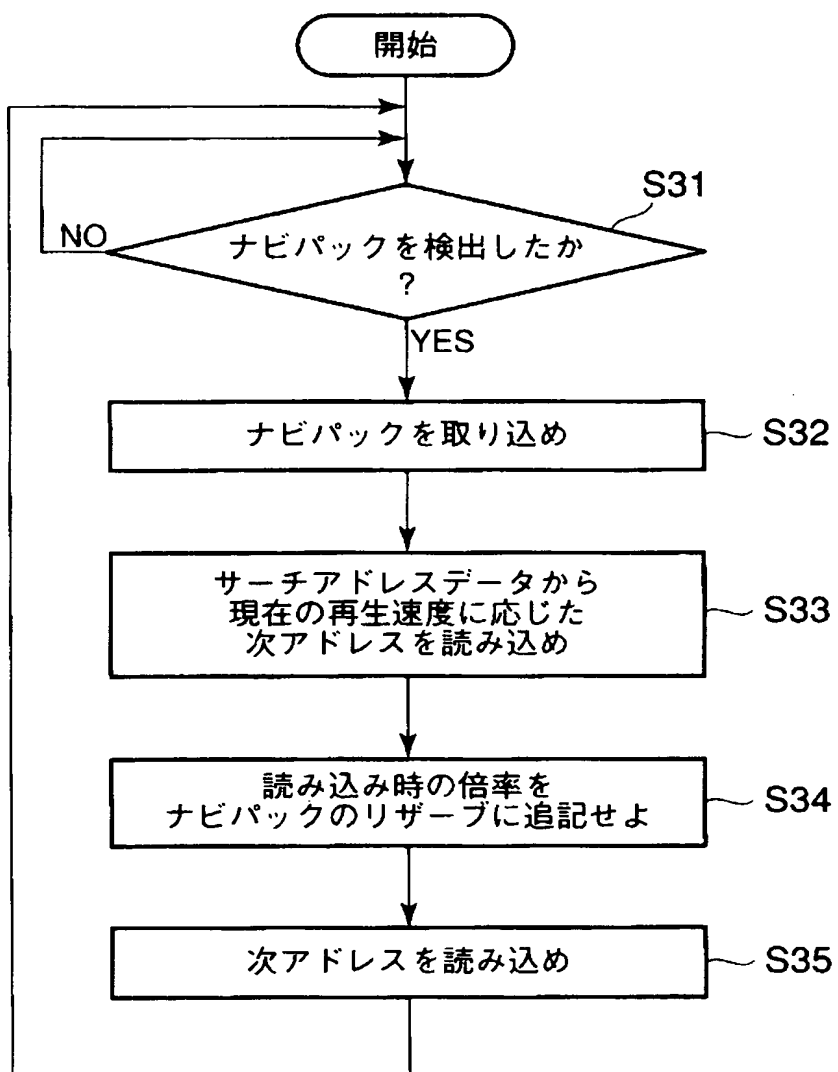 開始
S31
NO
ナビパックを検出したか
?
YES
ナビパックを取り込め
S32
サーチアドレスデータから
現在の再生速度に応じた
次アドレスを読み込め
S33
読み込み時の倍率を
ナビパックのリザーブに追記せよ
S34
次アドレスを読み込め
S35